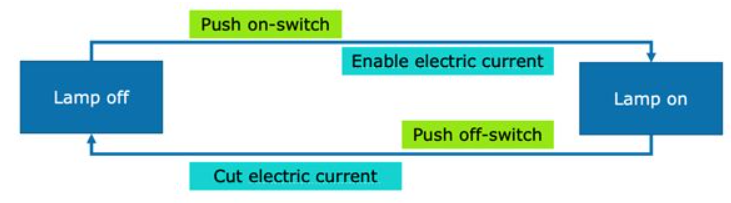 Push on-switch
Enable electric current
Lamp off
Lamp on
Push off-switch
Cut electric current